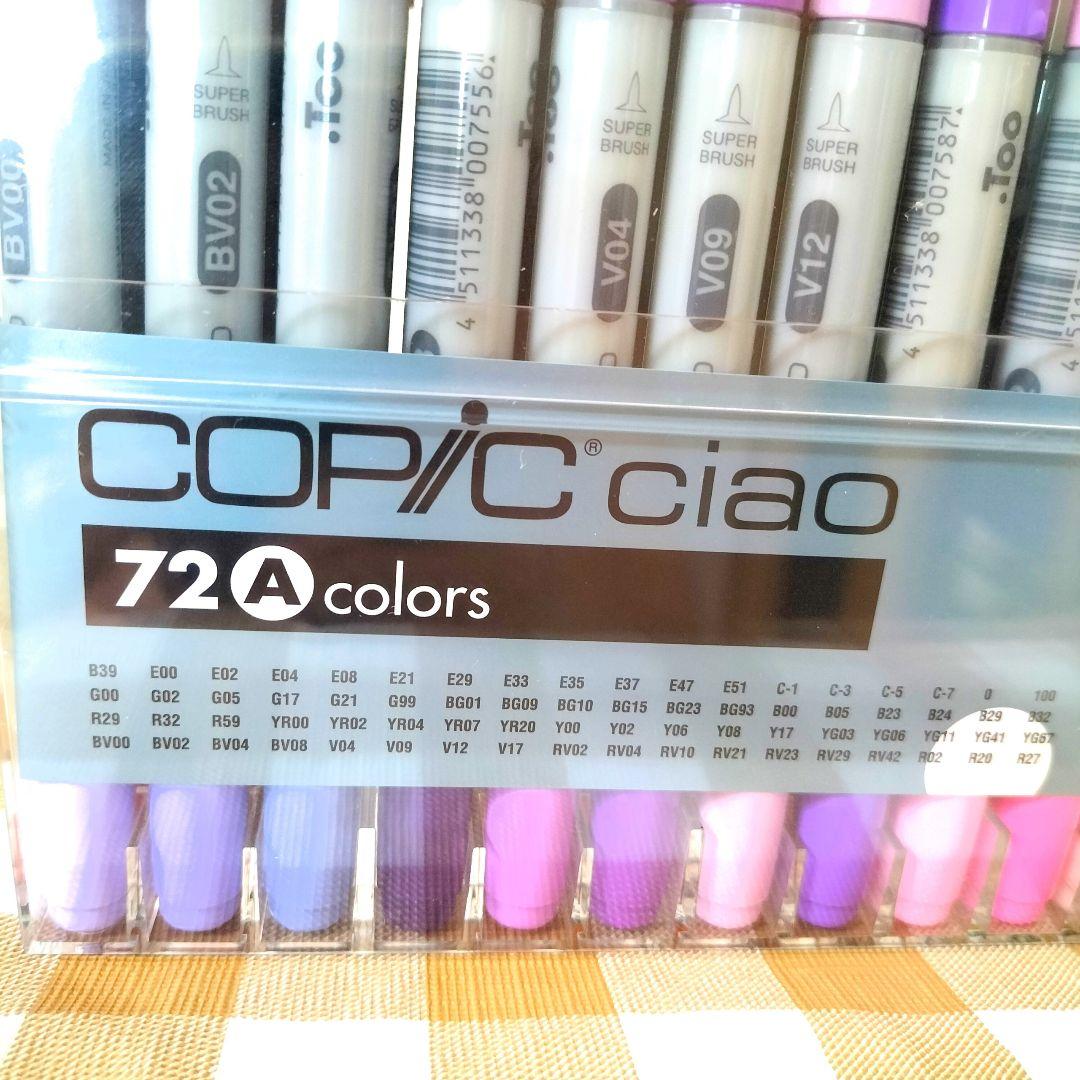 BV00
BV02
SUPER BRUSH
.Too
4 511338 007556
SUPER BRUSH
V04
SUPER BRUSH
V09
SUPER BRUSH
V12
4 511338 007587
.Too
COPiC® ciao
72 A colors
B39 E00 E02 E04 E08 E21 E29 E33 E35 E37 E47 E51 C-1 C-3 C-5 C-7 0 100
G00 G02 G05 G17 G21 G99 BG01 BG09 BG10 BG15 BG23 BG93 B00 B05 B23 B24 B29 B32
R29 R32 R59 YR00 YR02 YR04 YR07 YR20 Y00 Y02 Y06 Y08 Y17 YG03 YG06 YG11 YG41 YG67
BV00 BV02 BV04 BV08 V04 V09 V12 V17 RV02 RV04 RV10 RV21 RV23 RV29 RV42 R02 R20 R27